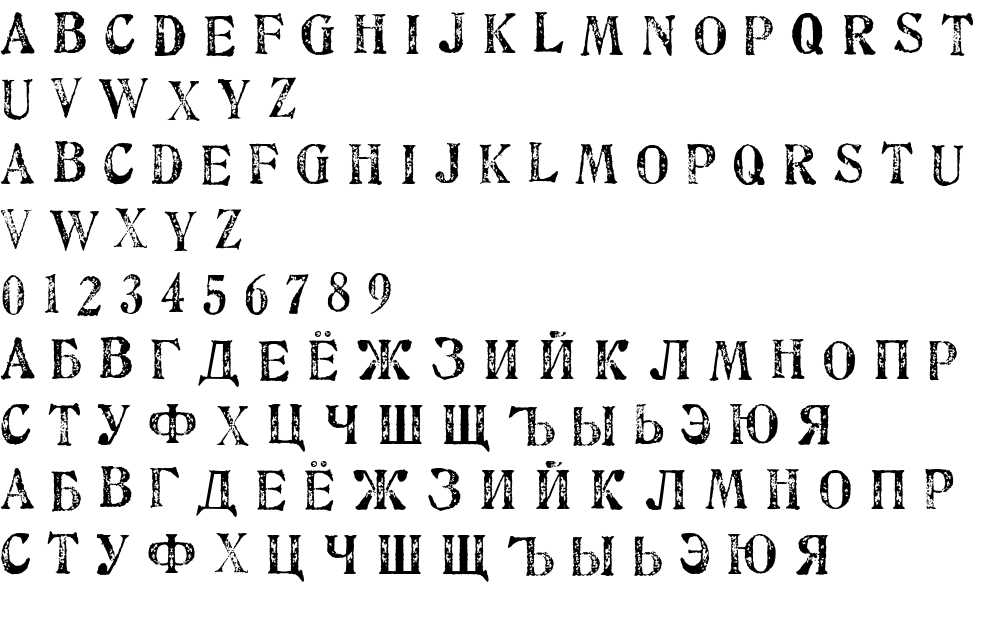 A B C D E F G H I J K L M N O P Q R S T
U V W X Y Z
A B C D E F G H I J K L M O P Q R S T U
V W X Y Z
0 1 2 3 4 5 6 7 8 9
А Б В Г Д Е Ё Ж З И Й К Л М Н О П Р
С Т У Ф Х Ц Ч Ш Щ Ъ Ы Ь Э Ю Я
А Б В Г Д Е Ё Ж З И Й К Л М Н О П Р
С Т У Ф Х Ц Ч Ш Щ Ъ Ы Ь Э Ю Я